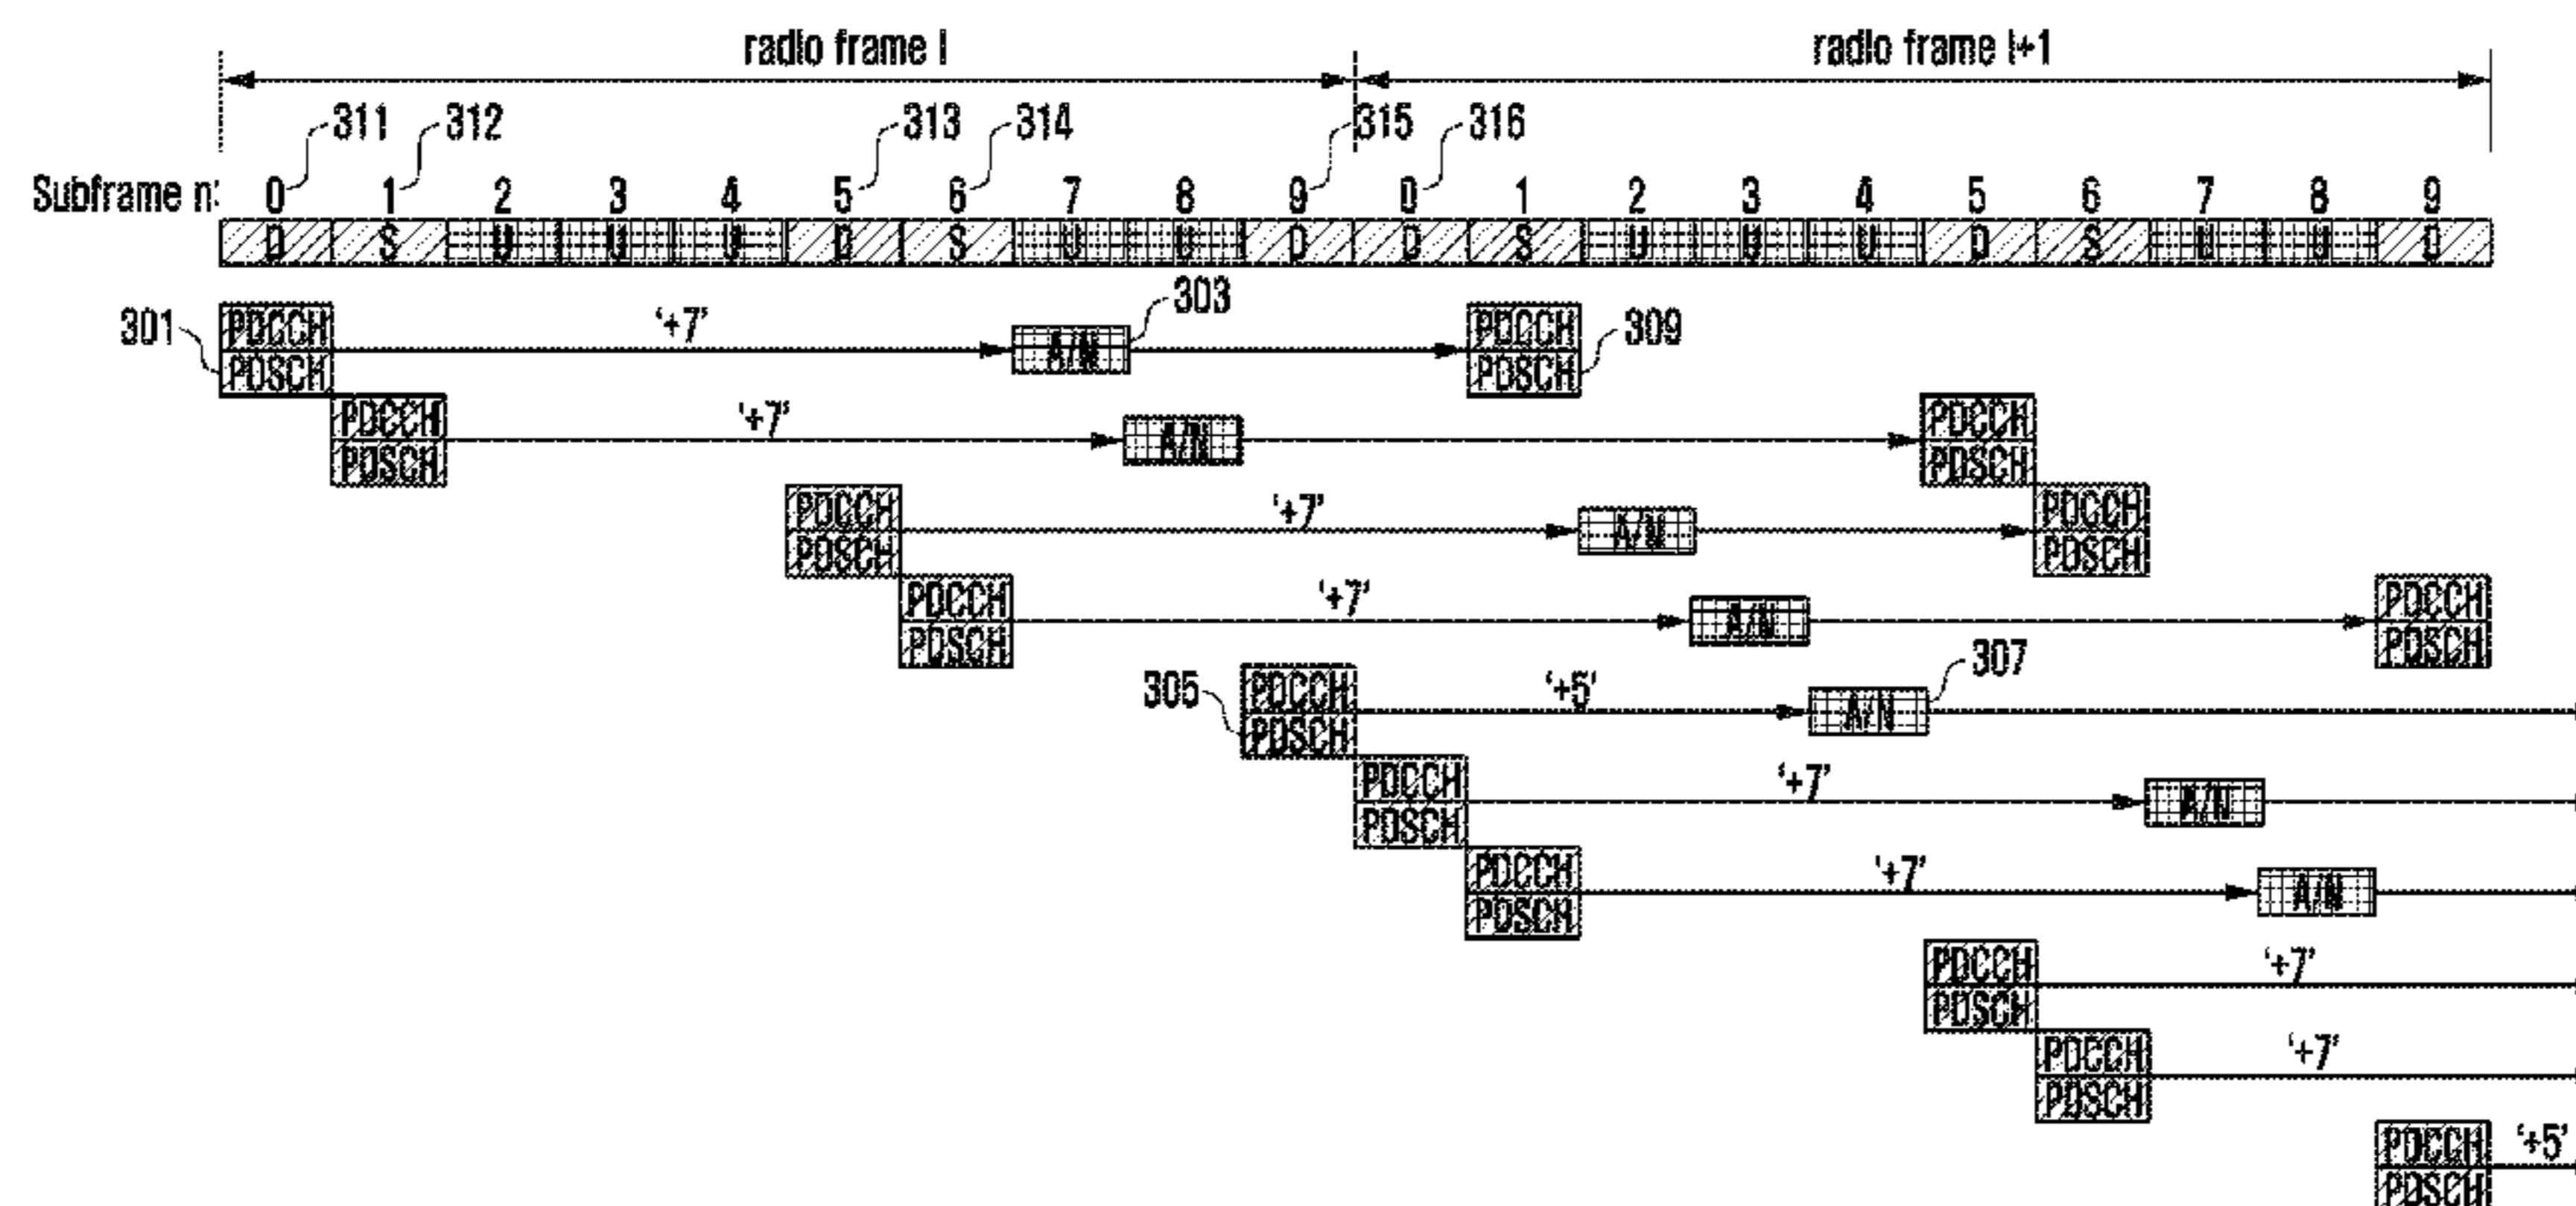 radio frame i radio frame i+1
311 312 313 314 315 316
Subframe n: 0 1 2 3 4 5 6 7 8 9 0 1 2 3 4 5 6 7 8 9
D S U U U D S U U D D S U U U D S U U D
301 PDCCH PDSCH '+7' A/N 303 PDCCH PDSCH 309
PDCCH PDSCH '+7' A/N PDCCH PDSCH
PDCCH PDSCH '+7' A/N PDCCH PDSCH
PDCCH PDSCH '+7' A/N PDCCH PDSCH
305 PDCCH PDSCH '+5' A/N 307
PDCCH PDSCH '+7' A/N
PDCCH PDSCH '+7' A/N
PDCCH PDSCH '+7'
PDCCH PDSCH '+7'
PDCCH PDSCH '+5'